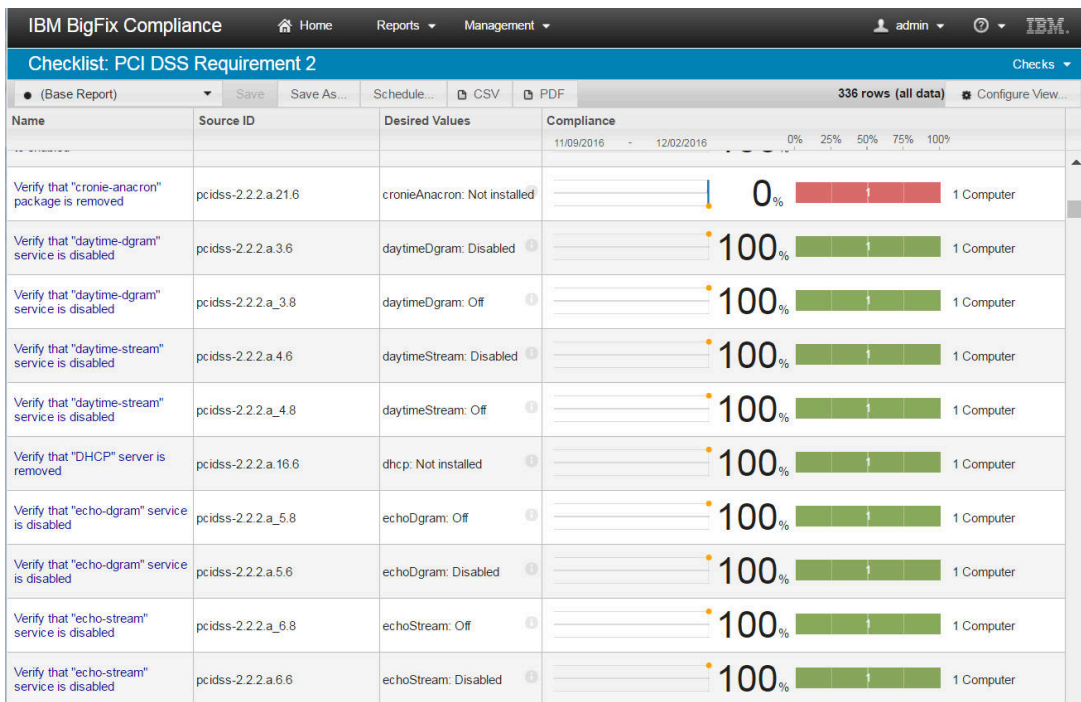 IBM BigFix Compliance Home Reports Management admin IBM.
Checklist: PCI DSS Requirement 2 Checks
(Base Report) Save Save As... Schedule... CSV PDF 336 rows (all data) Configure View...
Name Source ID Desired Values Compliance
11/09/2016 - 12/02/2016 0% 25% 50% 75% 100%
Verify that "cronie-anacron"
package is removed
pcidss-2.2.2.a.21.6 cronieAnacron: Not installed 0% 1 1 Computer
Verify that "daytime-dgram"
service is disabled
pcidss-2.2.2.a.3.6 daytimeDgram: Disabled 100% 1 1 Computer
Verify that "daytime-dgram"
service is disabled
pcidss-2.2.2.a_3.8 daytimeDgram: Off 100% 1 1 Computer
Verify that "daytime-stream"
service is disabled
pcidss-2.2.2.a.4.6 daytimeStream: Disabled 100% 1 1 Computer
Verify that "daytime-stream"
service is disabled
pcidss-2.2.2.a_4.8 daytimeStream: Off 100% 1 1 Computer
Verify that "DHCP" server is
removed
pcidss-2.2.2.a.16.6 dhcp: Not installed 100% 1 1 Computer
Verify that "echo-dgram" service
is disabled
pcidss-2.2.2.a_5.8 echoDgram: Off 100% 1 1 Computer
Verify that "echo-dgram" service
is disabled
pcidss-2.2.2.a.5.6 echoDgram: Disabled 100% 1 1 Computer
Verify that "echo-stream"
service is disabled
pcidss-2.2.2.a_6.8 echoStream: Off 100% 1 1 Computer
Verify that "echo-stream"
service is disabled
pcidss-2.2.2.a.6.6 echoStream: Disabled 100% 1 1 Computer